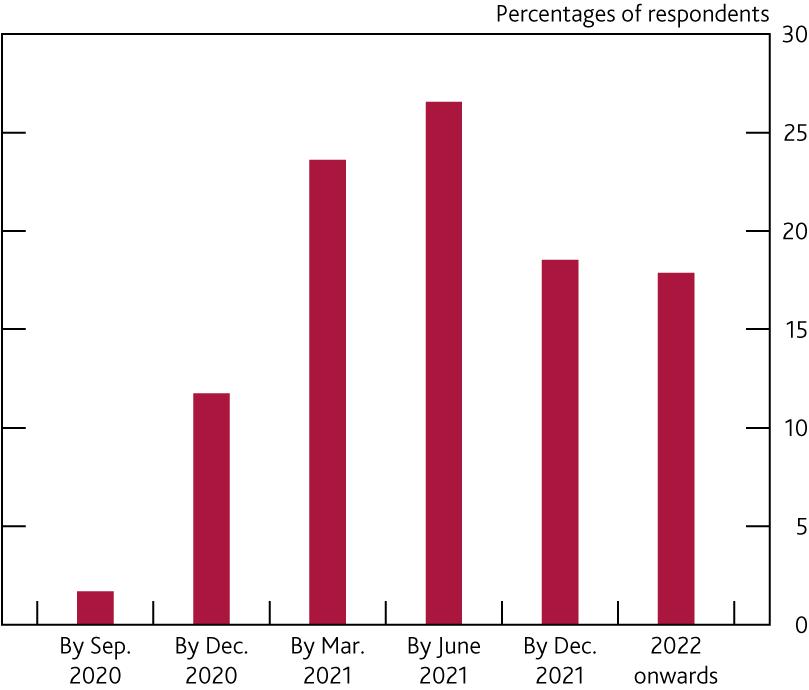 Percentages of respondents
30
25
20
15
10
5
0
By Sep.
2020
By Dec.
2020
By Mar.
2021
By June
2021
By Dec.
2021
2022
onwards